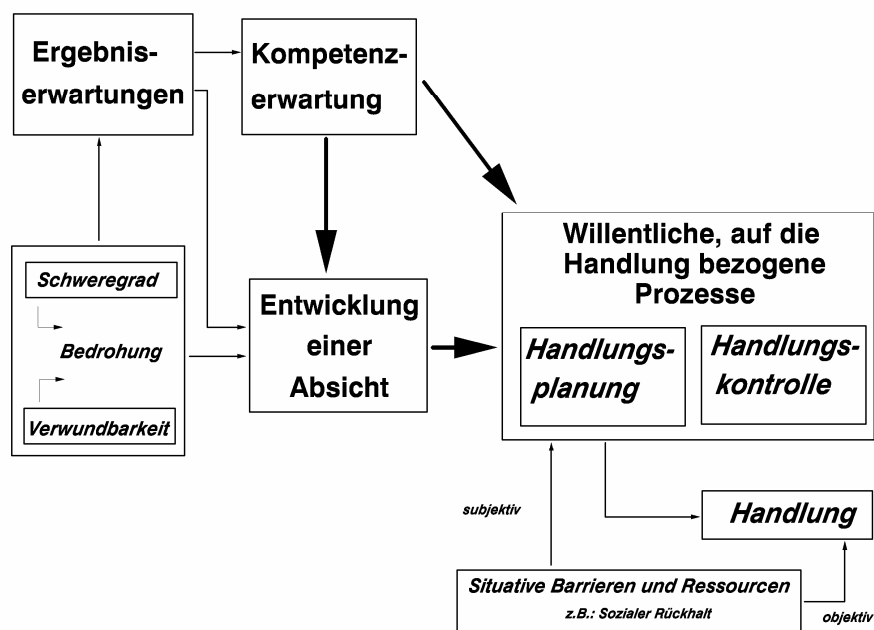 Ergebnis-
erwartungen
Kompetenz-
erwartung
Schweregrad
Bedrohung
Verwundbarkeit
Entwicklung
einer
Absicht
Willentliche, auf die
Handlung bezogene
Prozesse
Handlungs-
planung
Handlungs-
kontrolle
subjektiv
Handlung
Situative Barrieren und Ressourcen
z.B.: Sozialer Rückhalt
objektiv